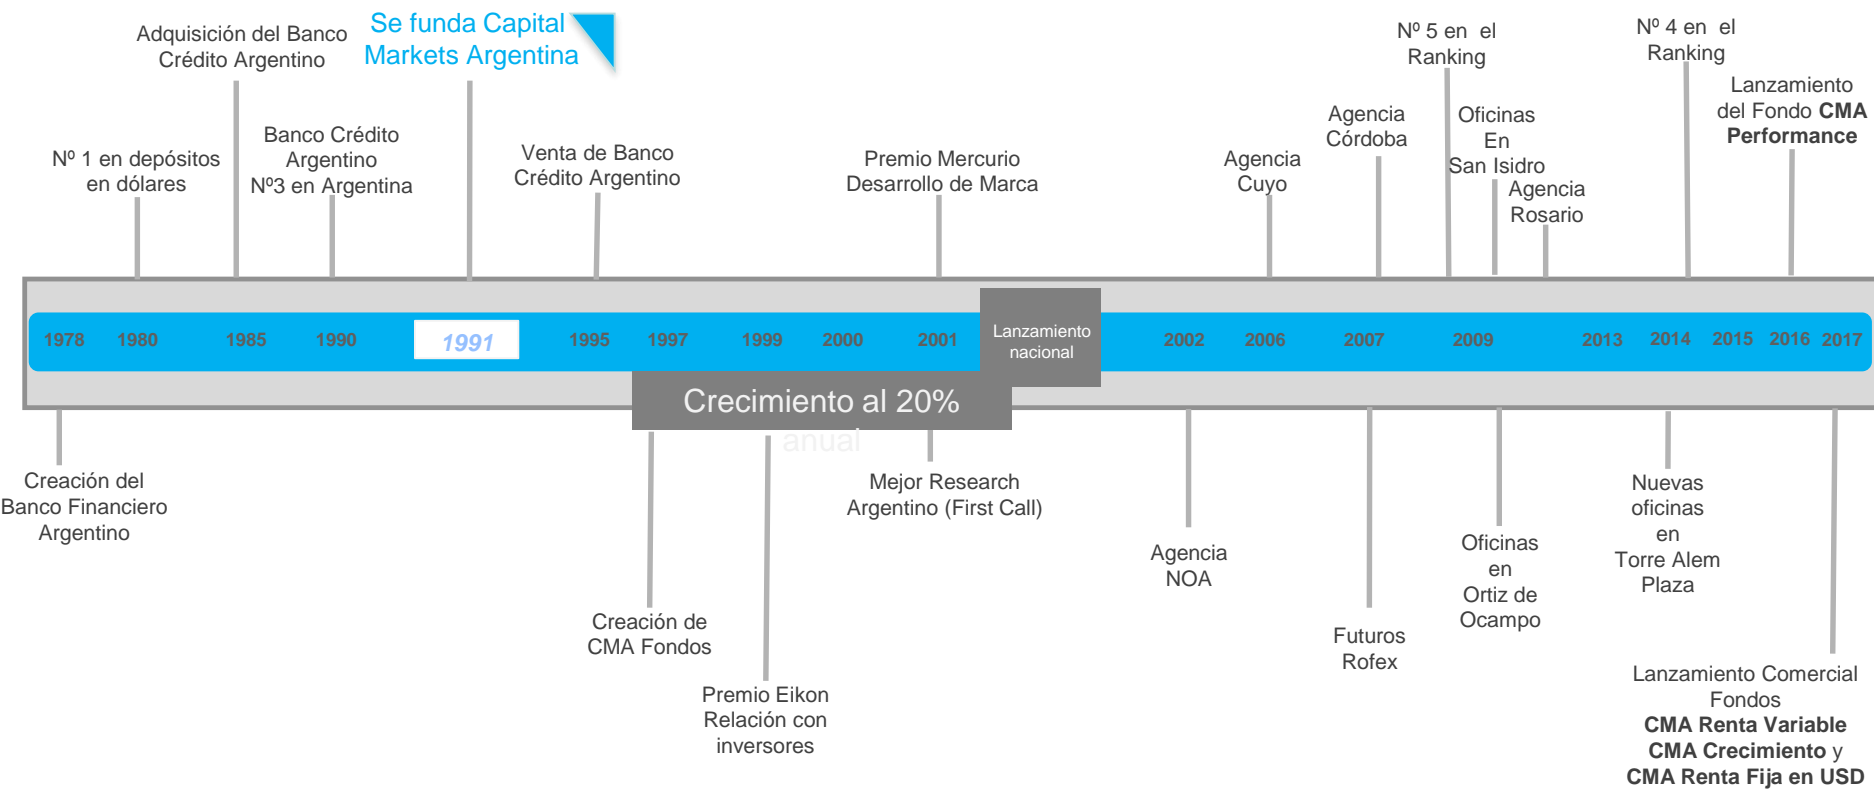 Adquisición del Banco
Crédito Argentino
Se funda Capital
Markets Argentina
Nº 5 en el
Ranking
Nº 4 en el
Ranking
Nº 1 en depósitos
en dólares
Banco Crédito
Argentino
Nº3 en Argentina
Venta de Banco
Crédito Argentino
Premio Mercurio
Desarrollo de Marca
Agencia
Cuyo
Agencia
Córdoba
Oficinas
En
San Isidro
Agencia
Rosario
Lanzamiento
del Fondo CMA
Performance
1978
1980
1985
1990
1991
1995
1997
1999
2000
2001
Lanzamiento
nacional
2002
2006
2007
2009
2013
2014
2015
2016
2017
Crecimiento al 20%
anual
Creación del
Banco Financiero
Argentino
Creación de
CMA Fondos
Premio Eikon
Relación con
inversores
Mejor Research
Argentino (First Call)
Agencia
NOA
Futuros
Rofex
Oficinas
en
Ortiz de
Ocampo
Nuevas
oficinas
en
Torre Alem
Plaza
Lanzamiento Comercial
Fondos
CMA Renta Variable
CMA Crecimiento y
CMA Renta Fija en USD